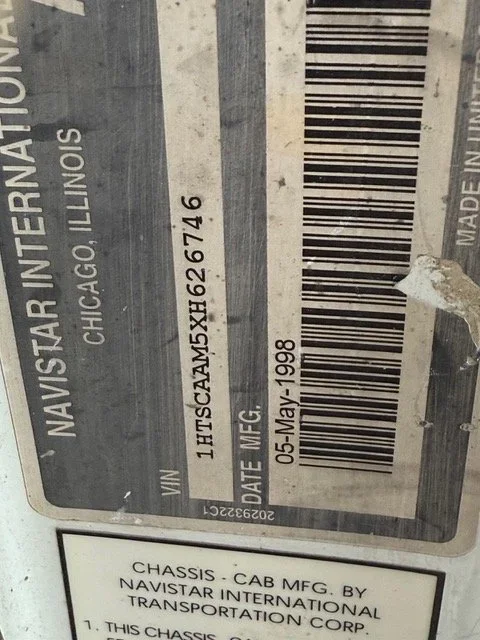 NAVISTAR INTERNATIONAL
CHICAGO, ILLINOIS
VIN 1HTSCAAM5XH626746
DATE MFG. 05-May-1998
MADE IN UNITED
2029322C1
CHASSIS - CAB MFG. BY
NAVISTAR INTERNATIONAL
TRANSPORTATION CORP.
1. THIS CHASSIS